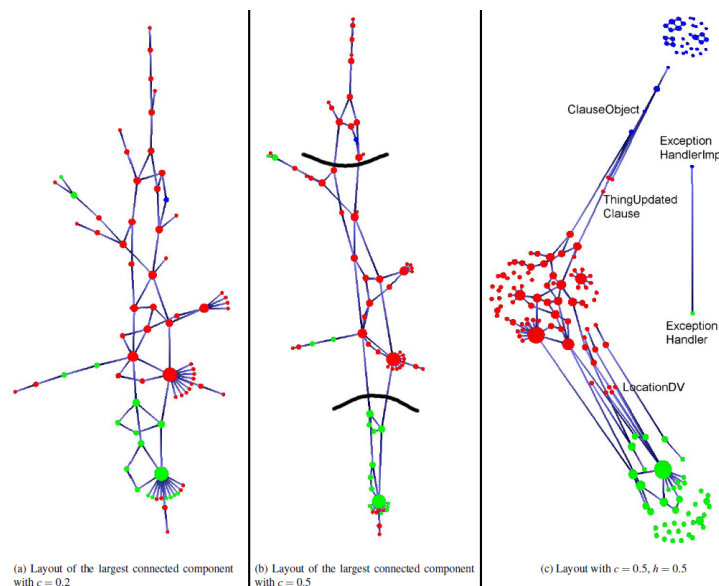 ClauseObject
Exception
HandlerImp
ThingUpdated
Clause
Exception
Handler
LocationDV
(a) Layout of the largest connected component
with c = 0.2
(b) Layout of the largest connected component
with c = 0.5
(c) Layout with c = 0.5, h = 0.5